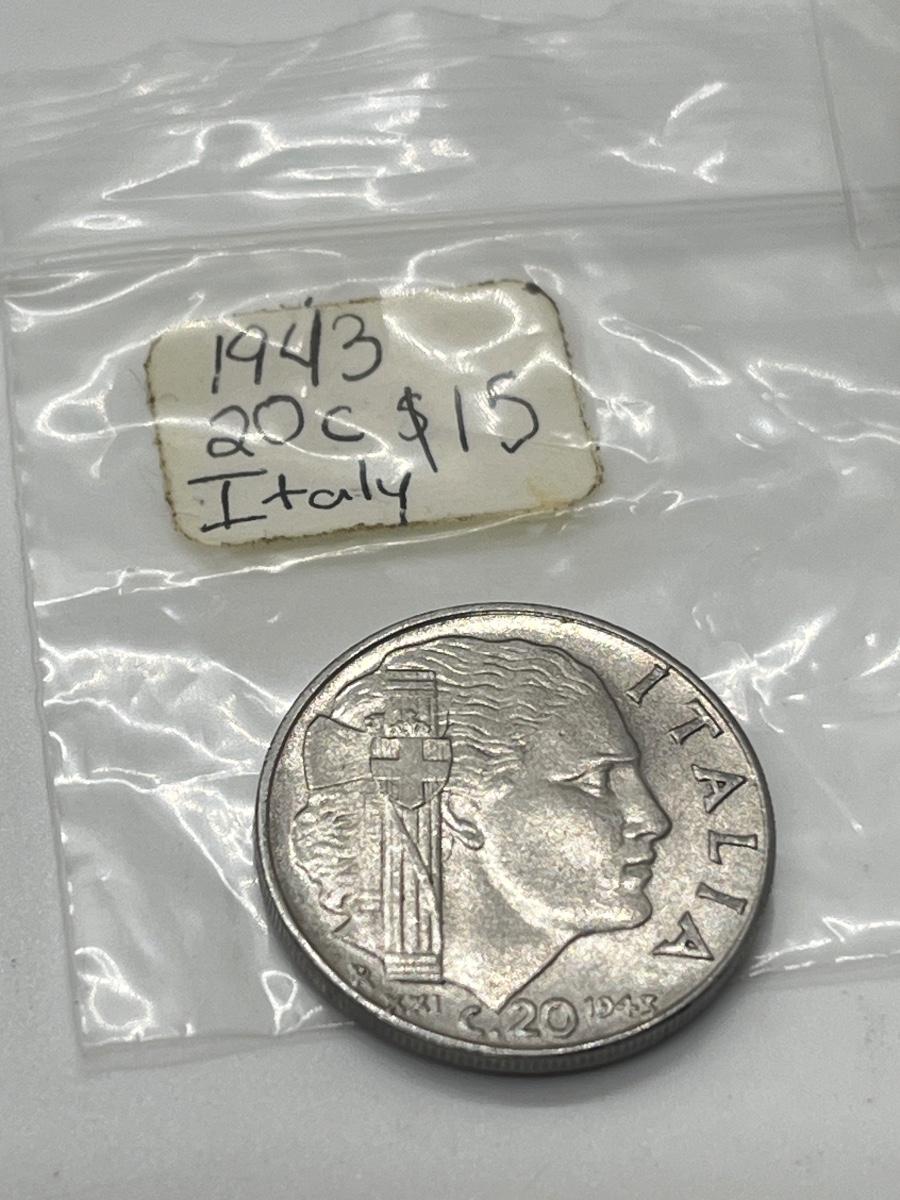 1943
20c $15
Italy
ITALIA
R XXI C.20 1943